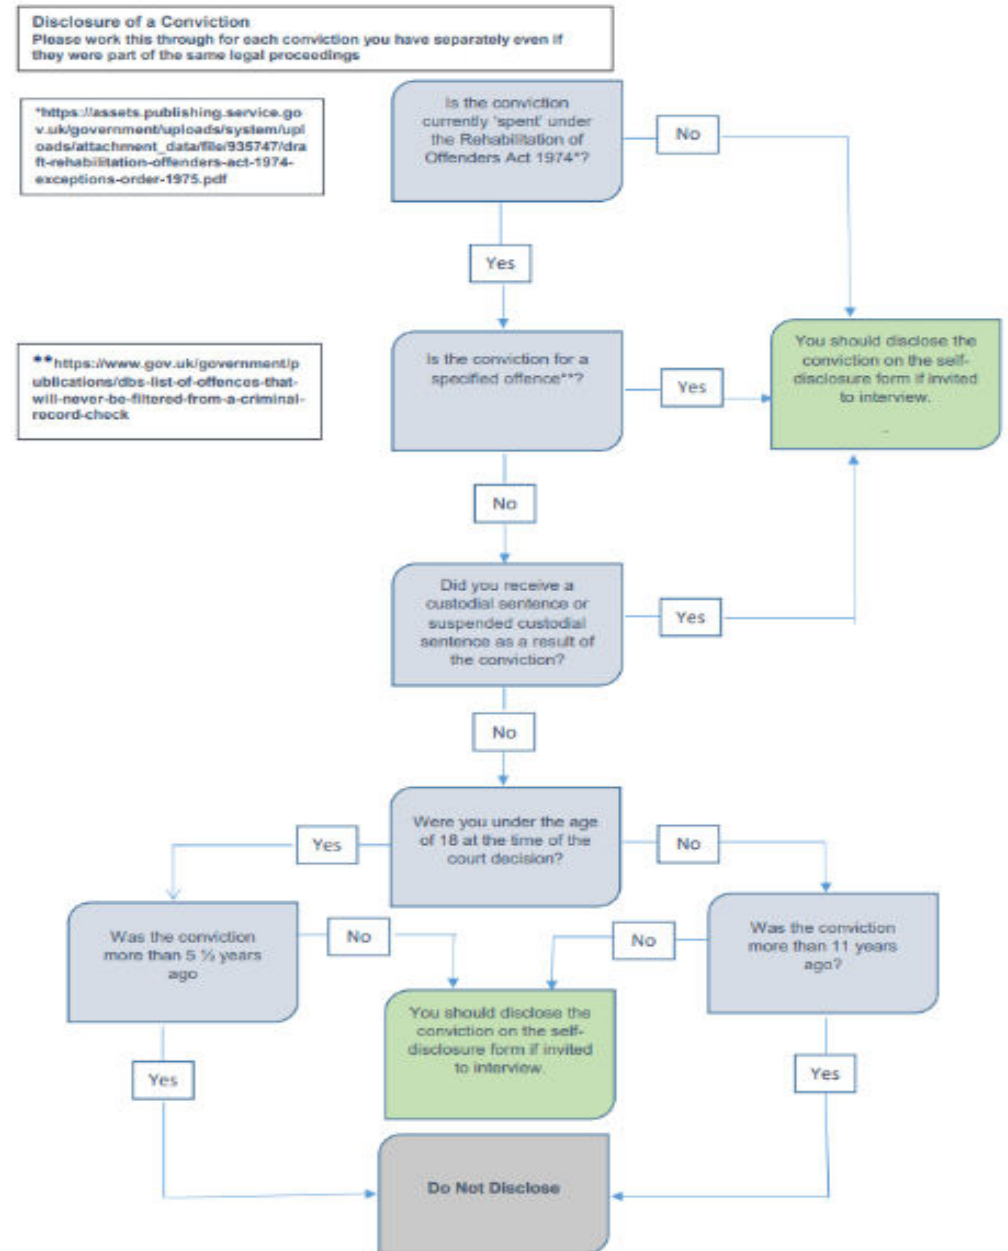 Disclosure of a Conviction
Please work this through for each conviction you have separately even if
they were part of the same legal proceedings
*https://assets.publishing.service.go
v.uk/government/uploads/system/upl
oads/attachment_data/file/935747/dra
ft-rehabilitation-offenders-act-1974-
exceptions-order-1975.pdf
Is the conviction
currently 'spent' under
the Rehabilitation of
Offenders Act 1974*?
No
Yes
**https://www.gov.uk/government/p
ublications/dbs-list-of-offences-that-
will-never-be-filtered-from-a-criminal-
record-check
Is the conviction for a
specified offence**?
Yes
You should disclose the
conviction on the self-
disclosure form if invited
to interview.
.
No
Did you receive a
custodial sentence or
suspended custodial
sentence as a result of
the conviction?
Yes
No
Were you under the age
of 18 at the time of the
court decision?
Yes
No
Was the conviction
more than 5 ½ years
ago
No
No
Was the conviction
more than 11 years
ago?
You should disclose the
conviction on the self-
disclosure form if invited
to interview.
Yes
Yes
Do Not Disclose